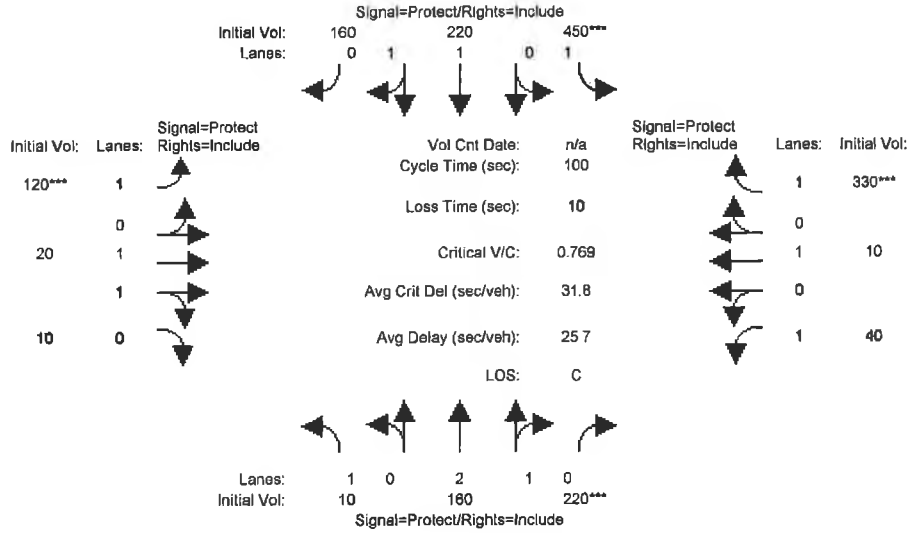 Signal=Protect/Rights=Include
Initial Vol: 160 220 450***
Lanes: 0 1 1 0 1
Signal=Protect
Initial Vol: Lanes: Rights=Include
120*** 1
0
20 1
1
10 0
Vol Cnt Date: n/a
Cycle Time (sec): 100
Loss Time (sec): 10
Critical V/C: 0.769
Avg Crit Del (sec/veh): 31.8
Avg Delay (sec/veh): 25 7
LOS: C
Signal=Protect
Rights=Include Lanes: Initial Vol:
1 330***
0
1 10
0
1 40
Lanes: 1 0 2 1 0
Initial Vol: 10 160 220***
Signal=Protect/Rights=Include